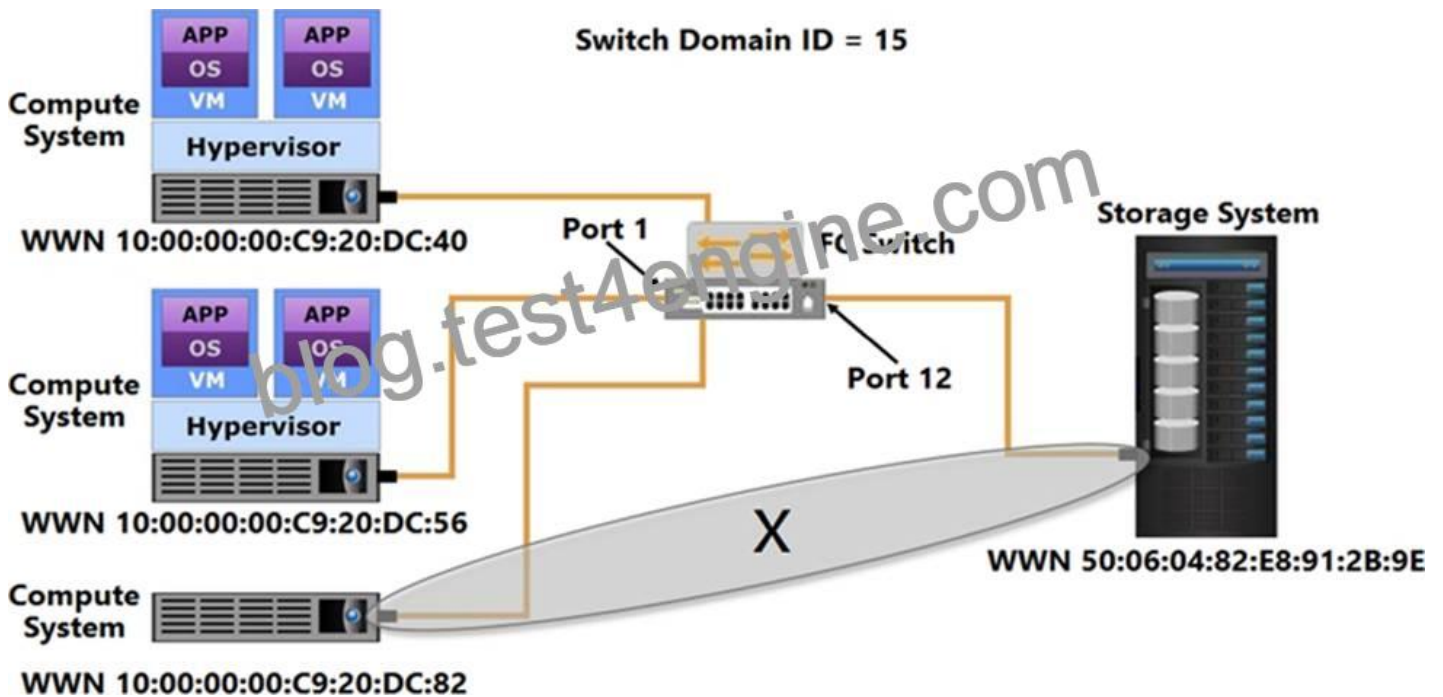 APP APP
OS OS
VM VM
Switch Domain ID = 15
Compute
System
Hypervisor
WWN 10:00:00:00:C9:20:DC:40
Port 1
FC Switch
Storage System
APP APP
OS OS
VM VM
Compute
System
Hypervisor
Port 12
WWN 10:00:00:00:C9:20:DC:56
X
WWN 50:06:04:82:E8:91:2B:9E
Compute
System
WWN 10:00:00:00:C9:20:DC:82
blog.test4engine.com